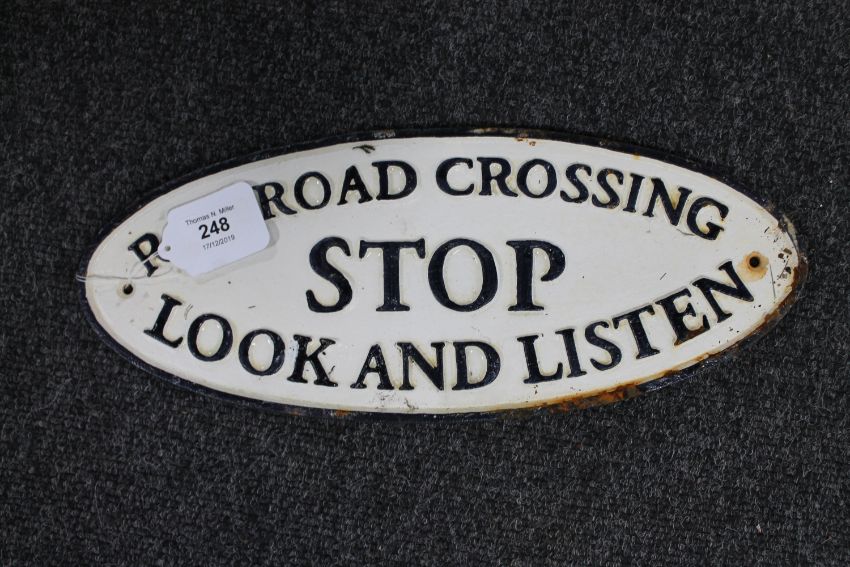 ROAD CROSSING
STOP
LOOK AND LISTEN
Thomas N. Miller
248
17/12/2019